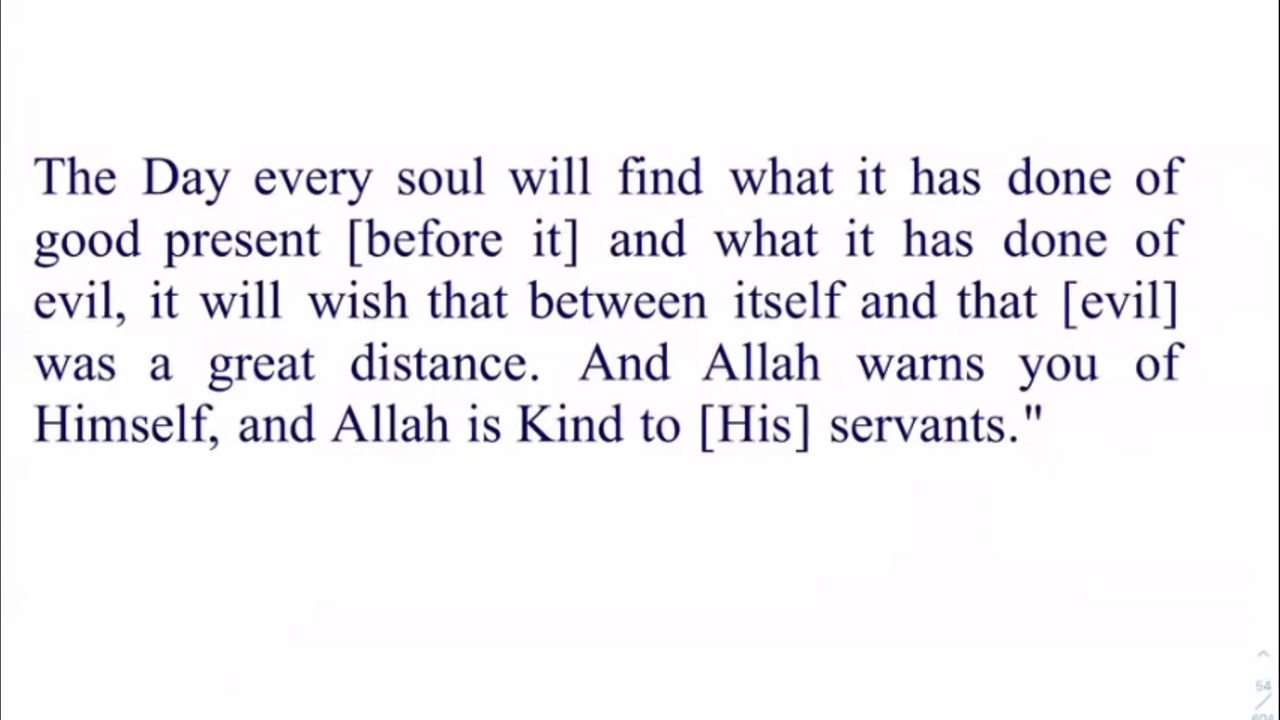 The Day every soul will find what it has done of
good present [before it] and what it has done of
evil, it will wish that between itself and that [evil]
was a great distance. And Allah warns you of
Himself, and Allah is Kind to [His] servants."
54
/
604